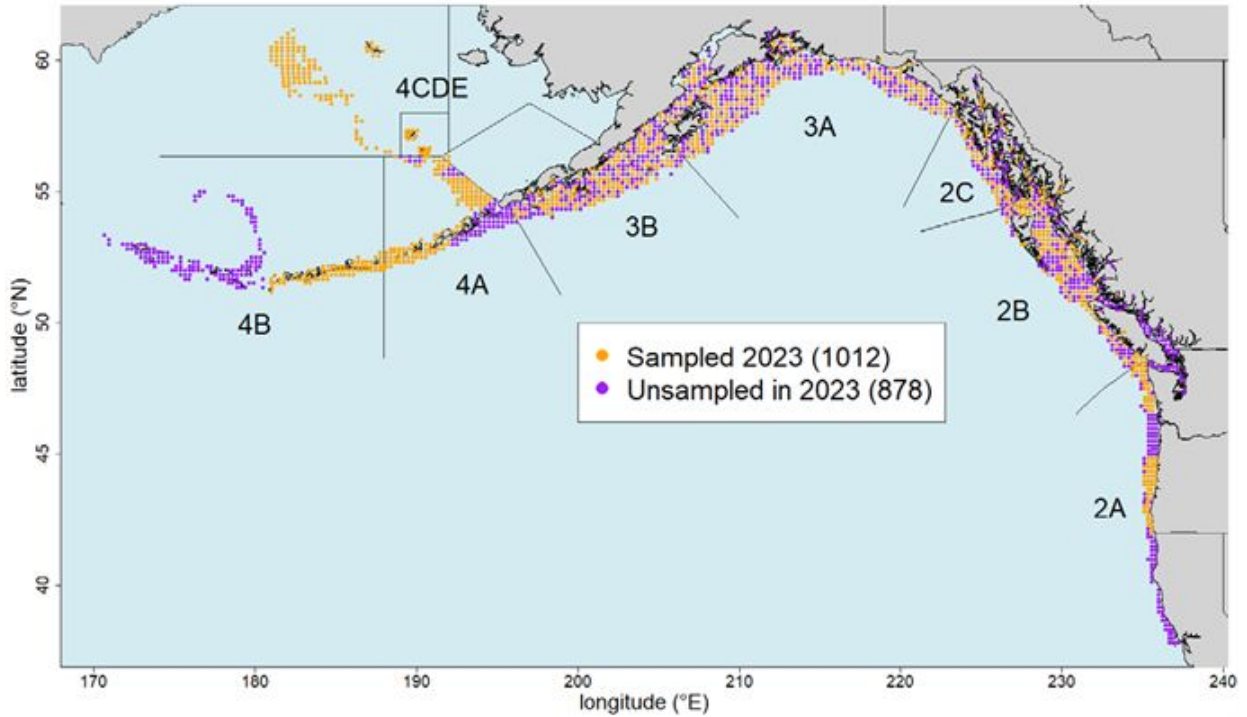 60
55
50
45
40
latitude (°N)
4CDE
3A
2C
3B
4A
4B
2B
2A
Sampled 2023 (1012)
Unsampled in 2023 (878)
170
180
190
200
210
220
230
240
longitude (°E)